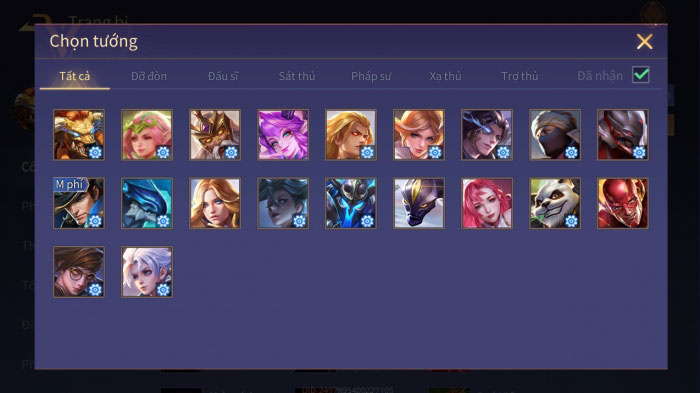 Trang bị
Chọn tướng
Tất cả
Đỡ đòn
Đấu sĩ
Sát thủ
Pháp sư
Xạ thủ
Trợ thủ
Đã nhận
M phí